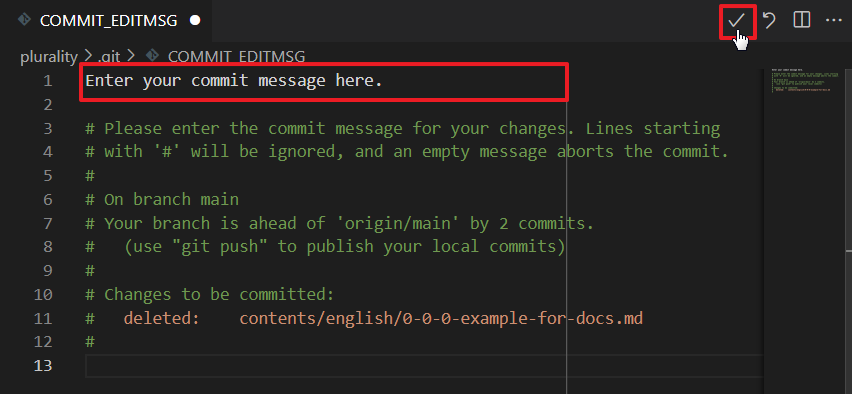 COMMIT_EDITMSG
plurality > .git > COMMIT_EDITMSG
1 Enter your commit message here.
2
3 # Please enter the commit message for your changes. Lines starting
4 # with '#' will be ignored, and an empty message aborts the commit.
5 #
6 # On branch main
7 # Your branch is ahead of 'origin/main' by 2 commits.
8 #   (use "git push" to publish your local commits)
9 #
10 # Changes to be committed:
11 #   deleted:    contents/english/0-0-0-example-for-docs.md
12 #
13